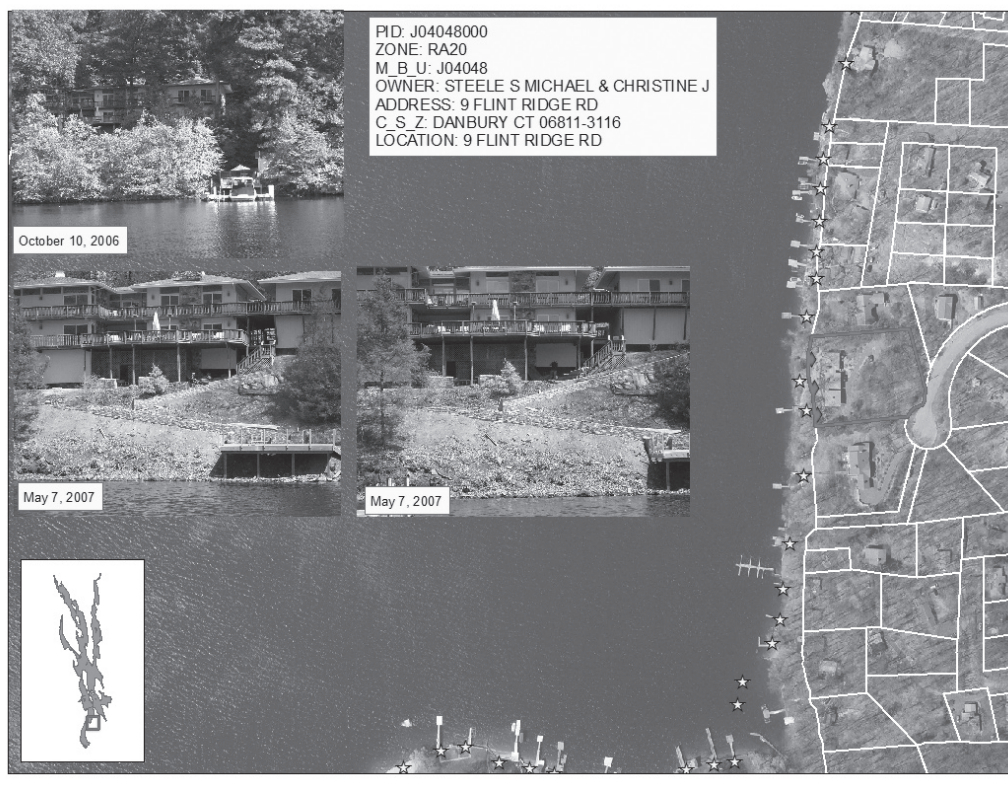 PID: J04048000
ZONE: RA20
M_B_U: J04048
OWNER: STEELE S MICHAEL & CHRISTINE J
ADDRESS: 9 FLINT RIDGE RD
C_S_Z: DANBURY CT 06811-3116
LOCATION: 9 FLINT RIDGE RD
October 10, 2006
May 7, 2007
May 7, 2007